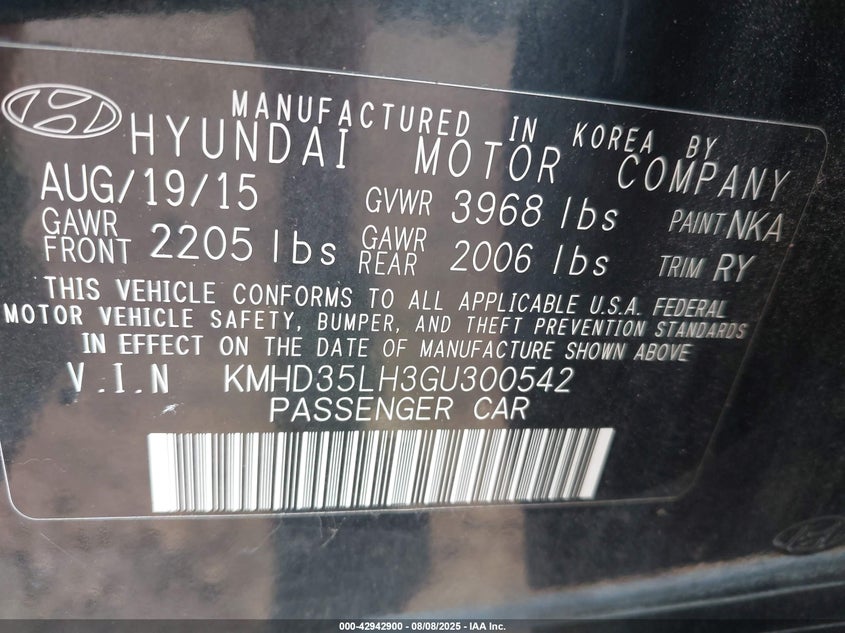 MANUFACTURED IN KOREA BY
HYUNDAI MOTOR COMPANY
AUG/19/15 GVWR 3968 lbs PAINT NKA
GAWR FRONT 2205 lbs GAWR REAR 2006 lbs TRIM RY
THIS VEHICLE CONFORMS TO ALL APPLICABLE U.S.A. FEDERAL
MOTOR VEHICLE SAFETY, BUMPER, AND THEFT PREVENTION STANDARDS
IN EFFECT ON THE DATE OF MANUFACTURE SHOWN ABOVE
V.I.N KMHD35LH3GU300542
PASSENGER CAR
000-42942900 - 08/08/2025 - IAA Inc.